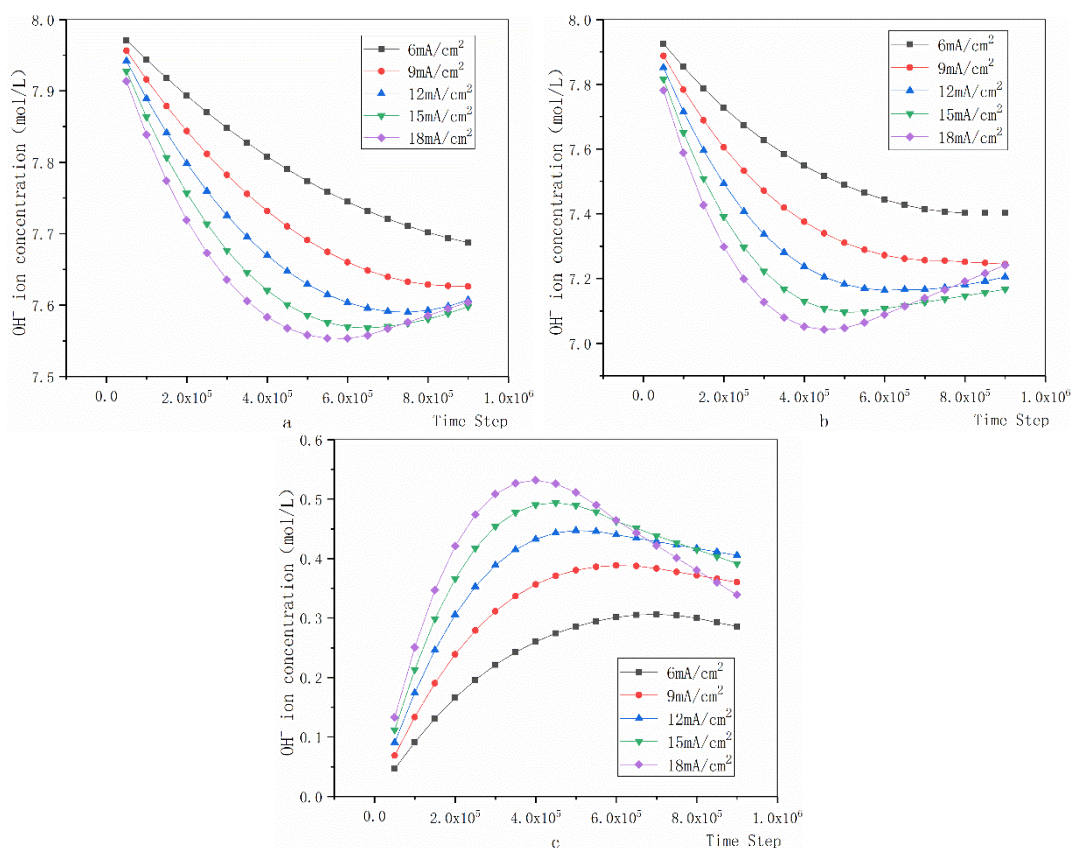 OH⁻ ion concentration (mol/L)
8.0
7.9
7.8
7.7
7.6
7.5
6mA/cm²
9mA/cm²
12mA/cm²
15mA/cm²
18mA/cm²
0.0 2.0x10⁵ 4.0x10⁵ 6.0x10⁵ 8.0x10⁵ 1.0x10⁶
Time Step
a
OH⁻ ion concentration (mol/L)
8.0
7.8
7.6
7.4
7.2
7.0
6mA/cm²
9mA/cm²
12mA/cm²
15mA/cm²
18mA/cm²
0.0 2.0x10⁵ 4.0x10⁵ 6.0x10⁵ 8.0x10⁵ 1.0x10⁶
Time Step
b
OH⁻ ion concentration (mol/L)
0.6
0.5
0.4
0.3
0.2
0.1
0.0
6mA/cm²
9mA/cm²
12mA/cm²
15mA/cm²
18mA/cm²
0.0 2.0x10⁵ 4.0x10⁵ 6.0x10⁵ 8.0x10⁵ 1.0x10⁶
Time Step
c